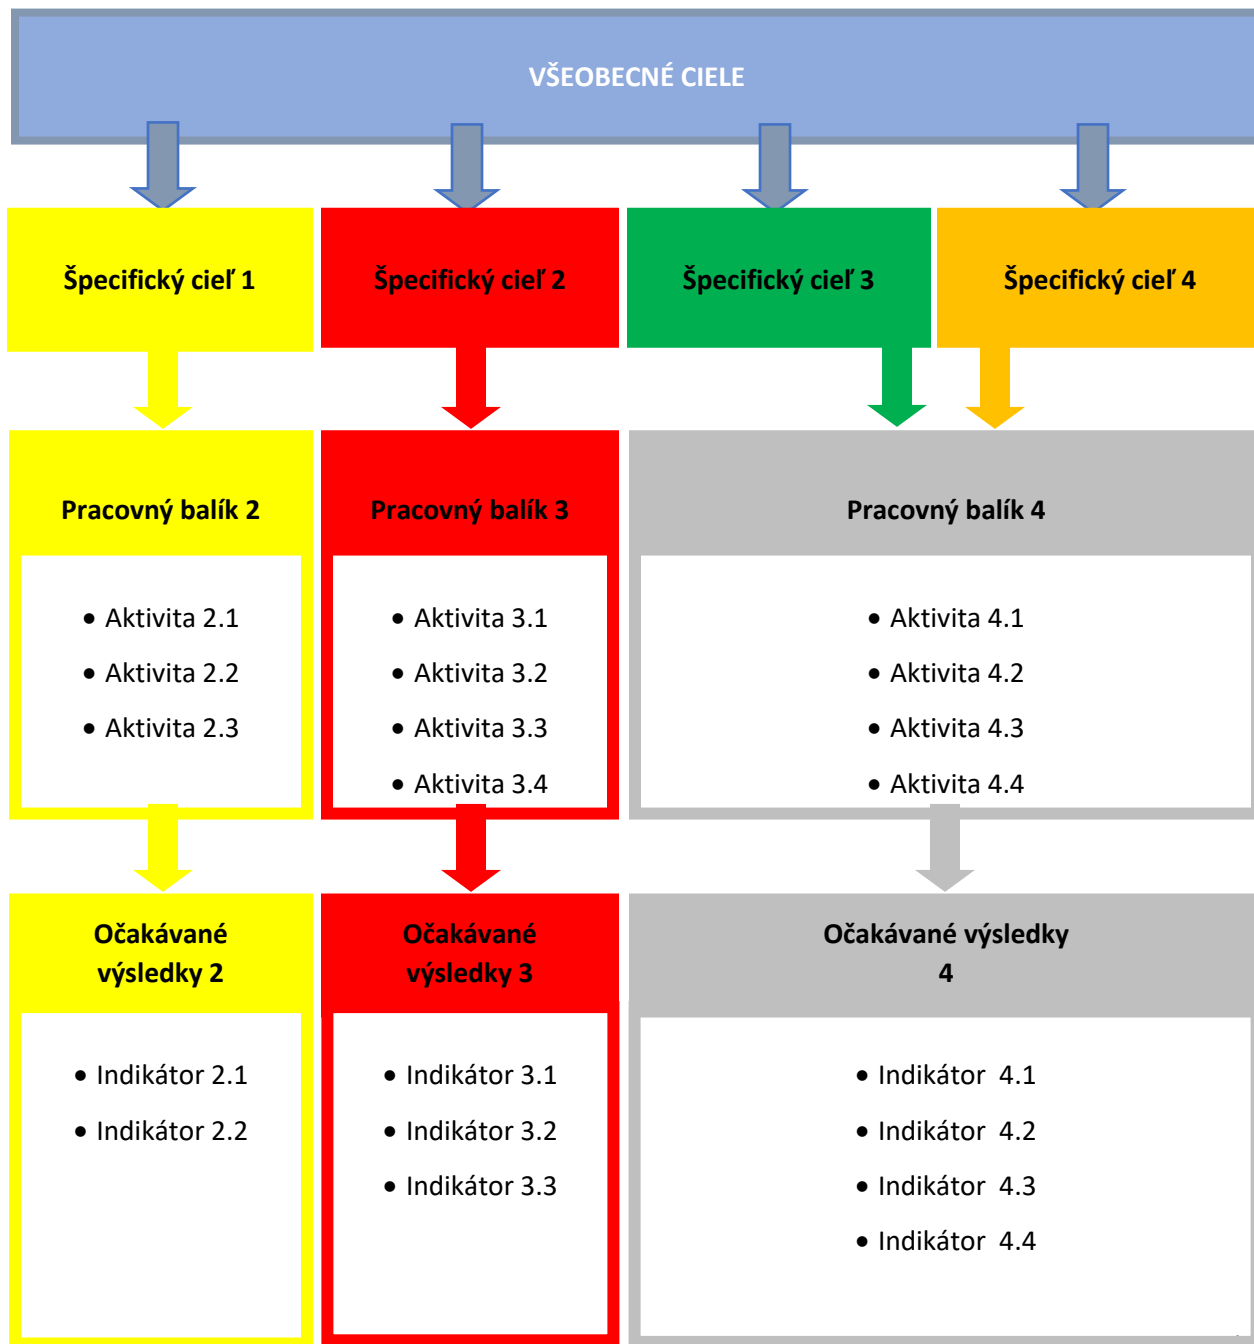 VŠEOBECNÉ CIELE
Špecifický cieľ 1
Špecifický cieľ 2
Špecifický cieľ 3
Špecifický cieľ 4
Pracovný balík 2
• Aktivita 2.1
• Aktivita 2.2
• Aktivita 2.3
Pracovný balík 3
• Aktivita 3.1
• Aktivita 3.2
• Aktivita 3.3
• Aktivita 3.4
Pracovný balík 4
• Aktivita 4.1
• Aktivita 4.2
• Aktivita 4.3
• Aktivita 4.4
Očakávané
výsledky 2
• Indikátor 2.1
• Indikátor 2.2
Očakávané
výsledky 3
• Indikátor 3.1
• Indikátor 3.2
• Indikátor 3.3
Očakávané výsledky
4
• Indikátor  4.1
• Indikátor  4.2
• Indikátor  4.3
• Indikátor  4.4